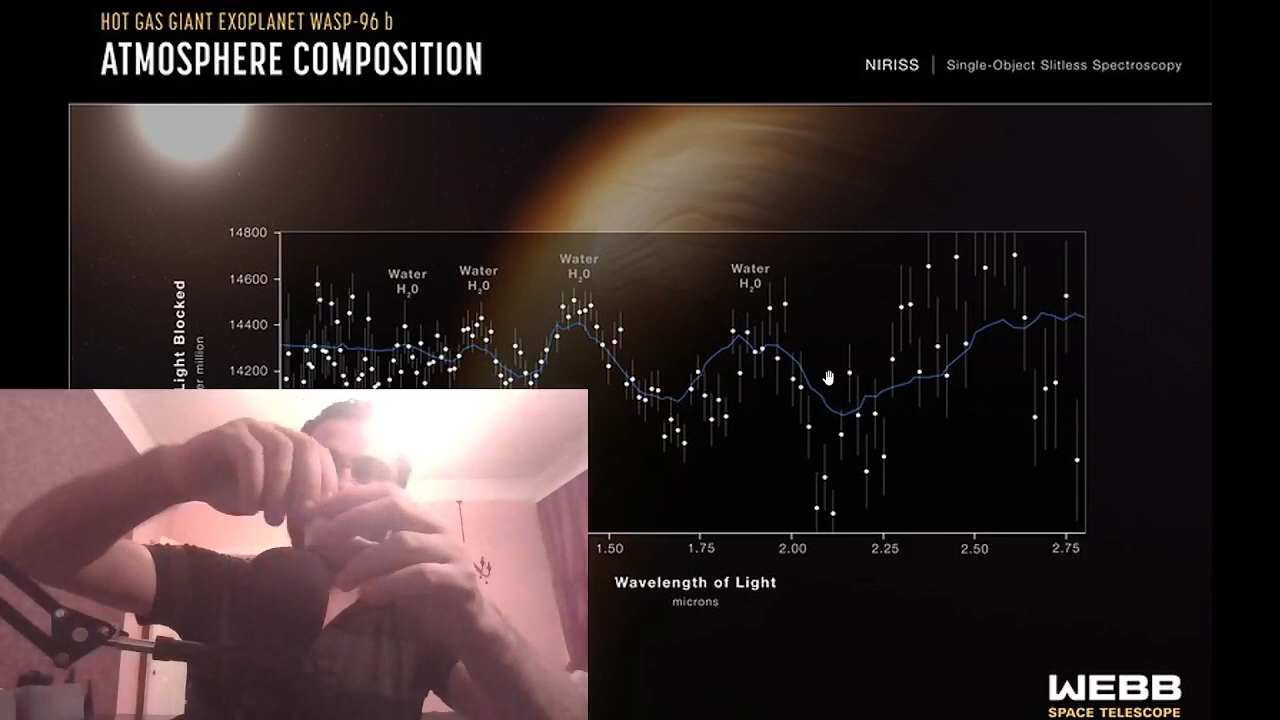 HOT GAS GIANT EXOPLANET WASP-96 b
ATMOSPHERE COMPOSITION
NIRISS | Single-Object Slitless Spectroscopy
14800
14600
14400
14200
Light Blocked
per million
Water
H2O
Water
H2O
Water
H2O
Water
H2O
1.50 1.75 2.00 2.25 2.50 2.75
Wavelength of Light
microns
WEBB
SPACE TELESCOPE